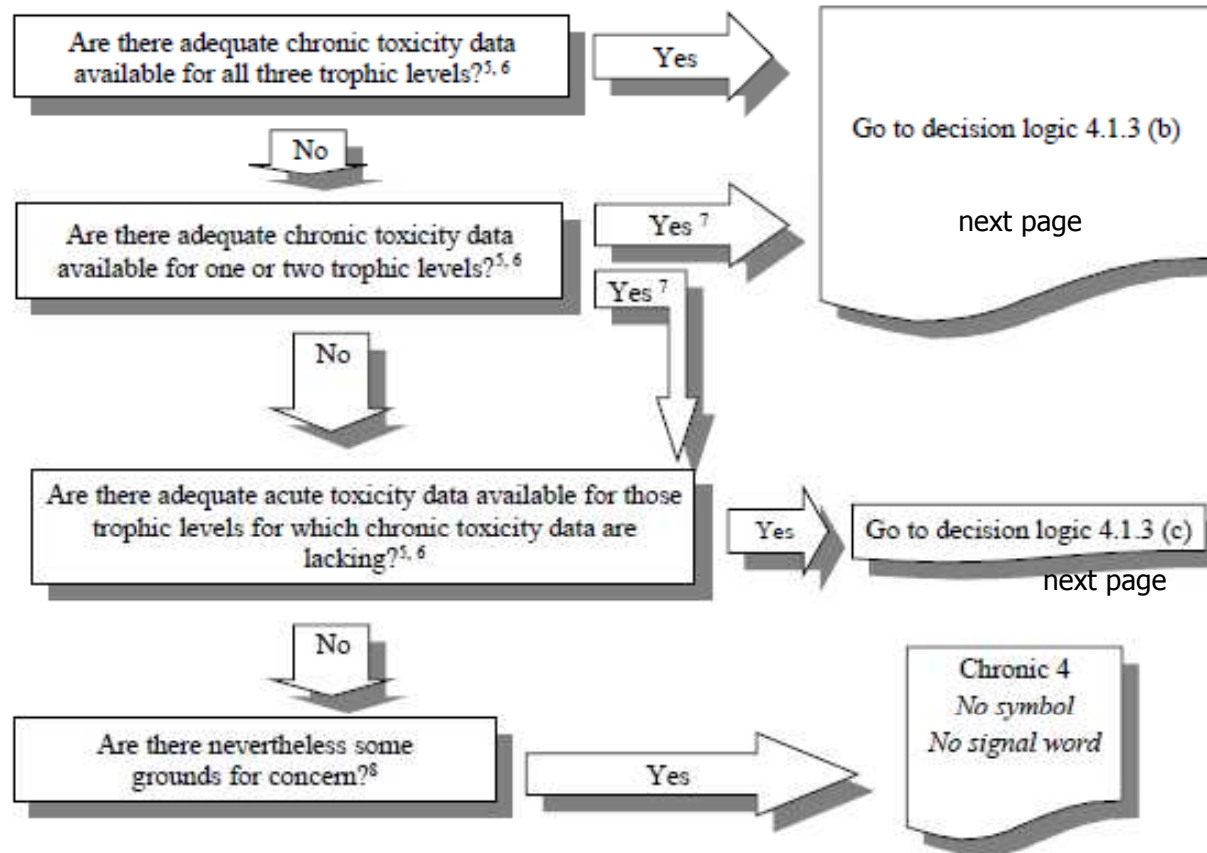 Are there adequate chronic toxicity data
available for all three trophic levels?5, 6
Yes
Go to decision logic 4.1.3 (b)
next page
No
Are there adequate chronic toxicity data
available for one or two trophic levels?5, 6
Yes 7
Yes 7
No
Are there adequate acute toxicity data available for those
trophic levels for which chronic toxicity data are
lacking?5, 6
Yes
Go to decision logic 4.1.3 (c)
next page
No
Are there nevertheless some
grounds for concern?8
Yes
Chronic 4
No symbol
No signal word